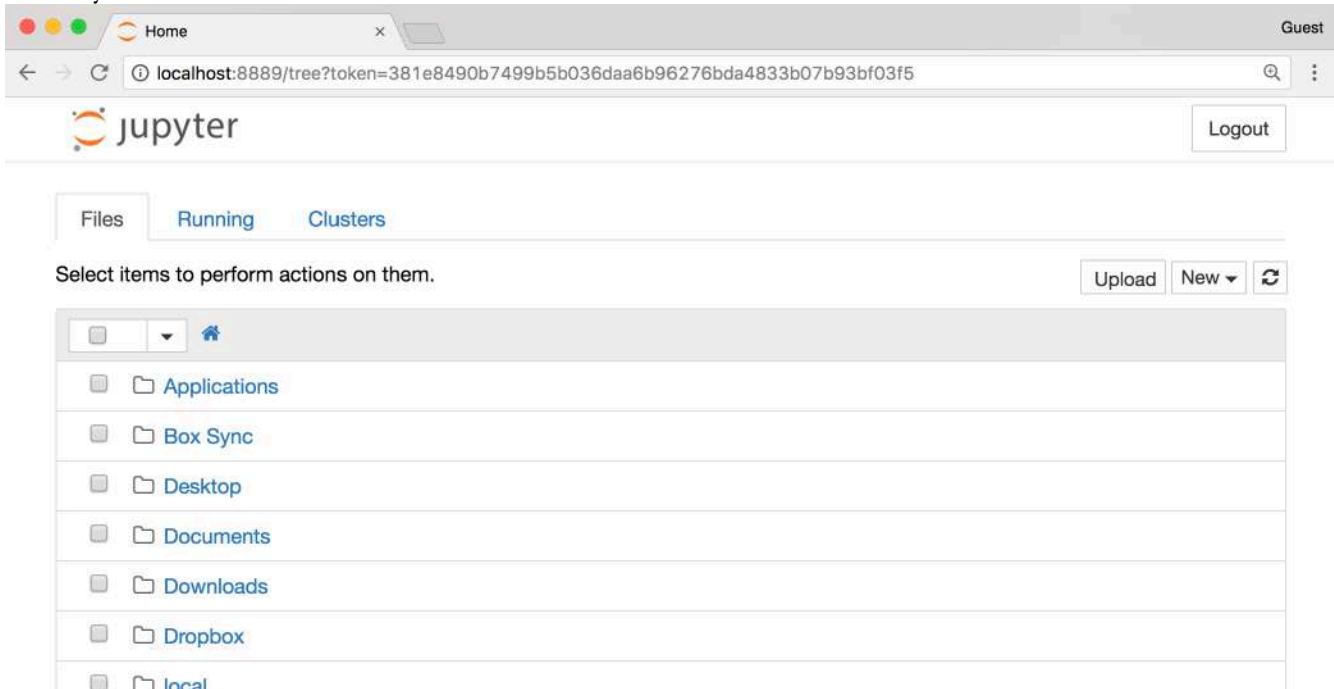 Home
Guest
localhost:8889/tree?token=381e8490b7499b5b036daa6b96276bda4833b07b93bf03f5
jupyter
Logout
Files Running Clusters
Select items to perform actions on them.
Upload New
Applications
Box Sync
Desktop
Documents
Downloads
Dropbox
local